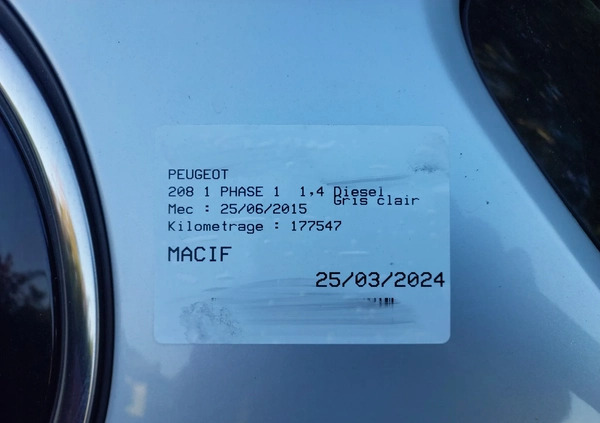 PEUGEOT
208 1 PHASE 1 1,4 Diesel
Gris clair
Mec : 25/06/2015
Kilometrage : 177547
MACIF
25/03/2024